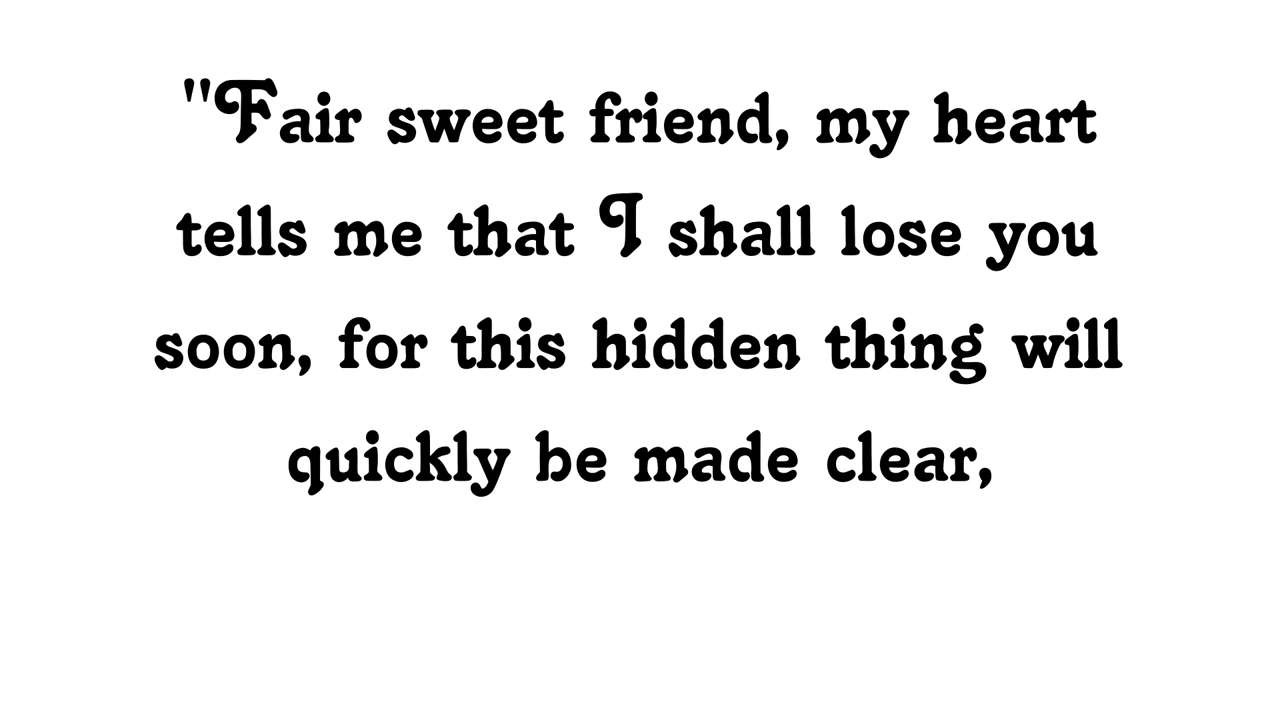 "Fair sweet friend, my heart
tells me that I shall lose you
soon, for this hidden thing will
quickly be made clear,